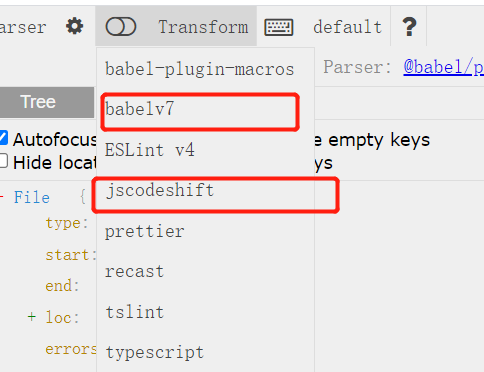 arser Transform default ?
babel-plugin-macros
Parser: @babel/p
Tree
babelv7
Autofocus e empty keys
ESLint v4
Hide locat ys
jscodeshift
File {
type:
prettier
start:
recast
end:
tslint
+ loc:
errors
typescript